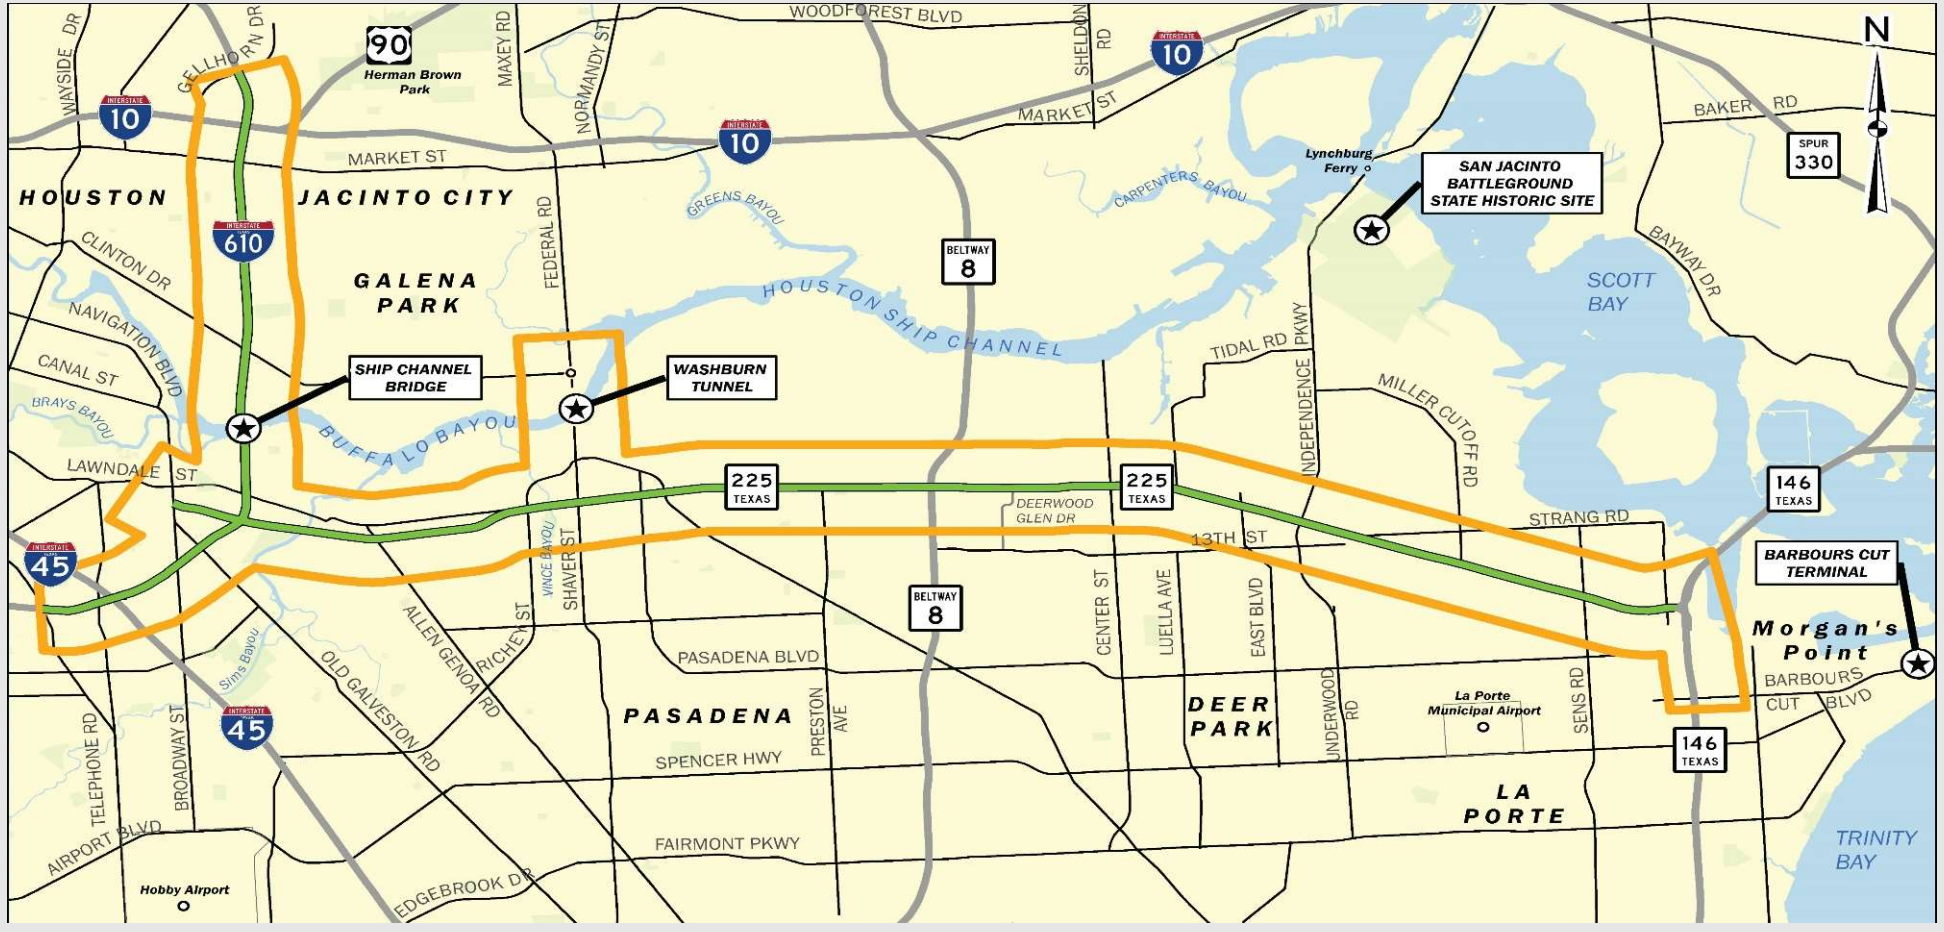 WOODFOREST BLVD
WAYSIDE DR
GELLHORN DR
90
Herman Brown
Park
MAXEY RD
NORMANDY ST
SHELDON
RD
INTERSTATE
10
N
INTERSTATE
10
INTERSTATE
10
MARKET ST
BAKER RD
SPUR
330
MARKET ST
Lynchburg
Ferry
SAN JACINTO
BATTLEGROUND
STATE HISTORIC SITE
HOUSTON
JACINTO CITY
GREENS BAYOU
CARPENTERS BAYOU
INTERSTATE
610
CLINTON DR
FEDERAL RD
BELTWAY
8
BAYWAY DR
GALENA
PARK
HOUSTON SHIP CHANNEL
SCOTT
BAY
NAVIGATION BLVD
TIDAL RD
INDEPENDENCE PKWY
CANAL ST
SHIP CHANNEL
BRIDGE
WASHBURN
TUNNEL
MILLER CUTOFF RD
BRAYS BAYOU
BUFFALO BAYOU
LAWNDALE ST
225
TEXAS
225
TEXAS
146
TEXAS
DEERWOOD
GLEN DR
STRANG RD
13TH ST
INTERSTATE
45
VINCE BAYOU
SHAVER ST
BARBOURS CUT
TERMINAL
BELTWAY
8
CENTER ST
LUELLA AVE
EAST BLVD
ALLEN GENOA RD
RICHEY ST
Sims Bayou
OLD GALVESTON RD
PASADENA BLVD
Morgan's
Point
BARBOURS
CUT BLVD
INTERSTATE
45
TELEPHONE RD
BROADWAY ST
PASADENA
PRESTON
AVE
DEER
PARK
UNDERWOOD
RD
La Porte
Municipal Airport
SENS RD
146
TEXAS
SPENCER HWY
LA
PORTE
AIRPORT BLVD
FAIRMONT PKWY
TRINITY
BAY
Hobby Airport
EDGEBROOK DR